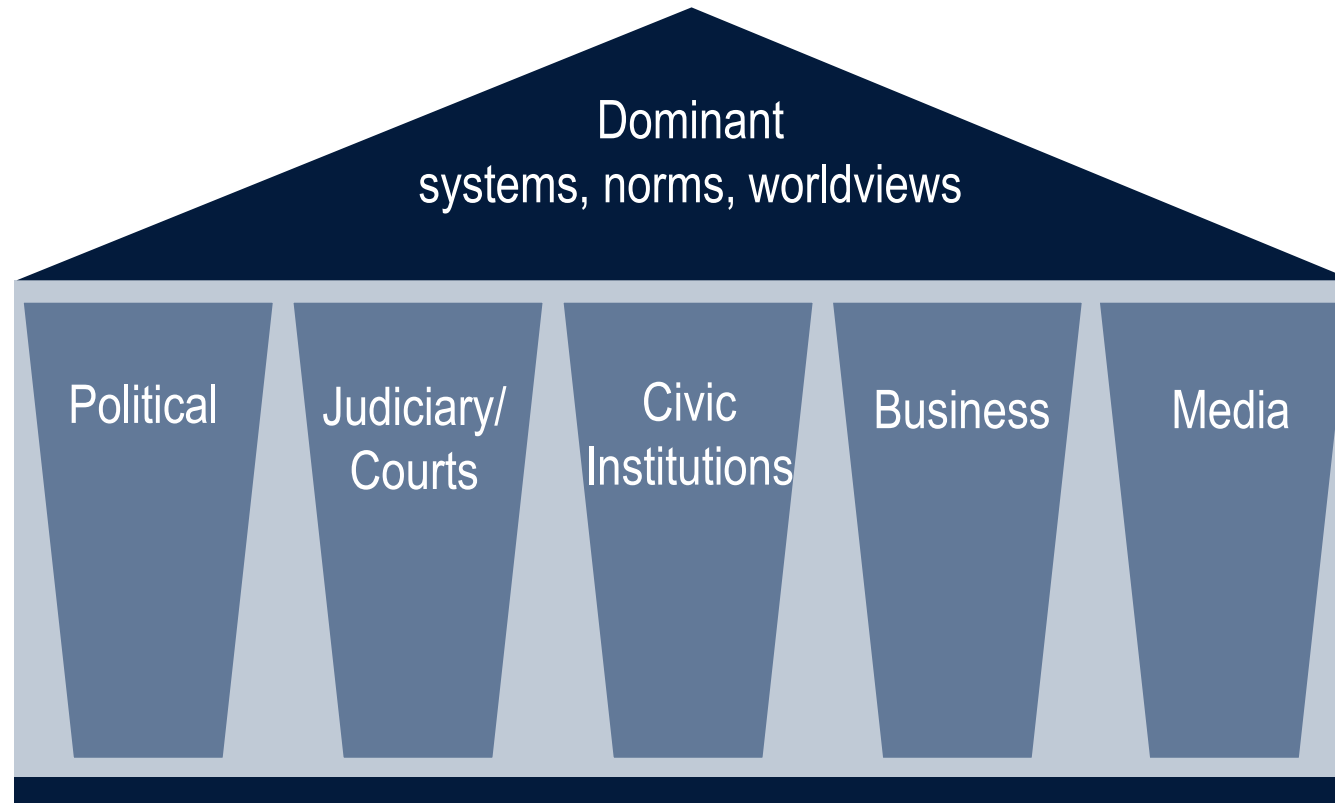 Dominant
systems, norms, worldviews
Political
Judiciary/
Courts
Civic
Institutions
Business
Media